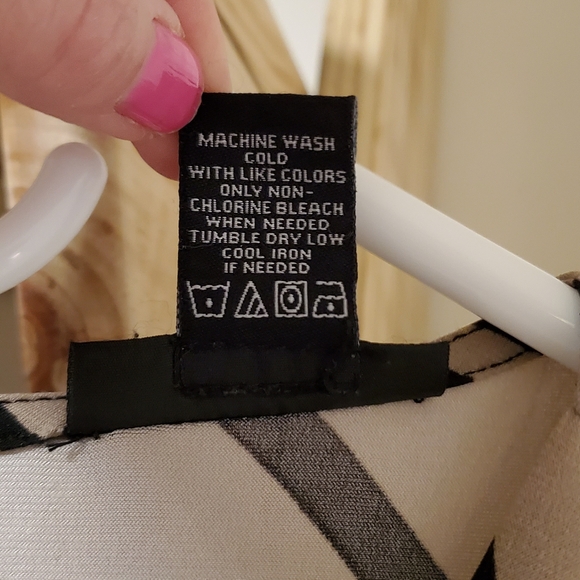 MACHINE WASH
COLD
WITH LIKE COLORS
ONLY NON-
CHLORINE BLEACH
WHEN NEEDED
TUMBLE DRY LOW
COOL IRON
IF NEEDED